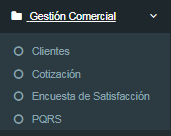 Gestión Comercial
Clientes
Cotización
Encuesta de Satisfacción
PQRS